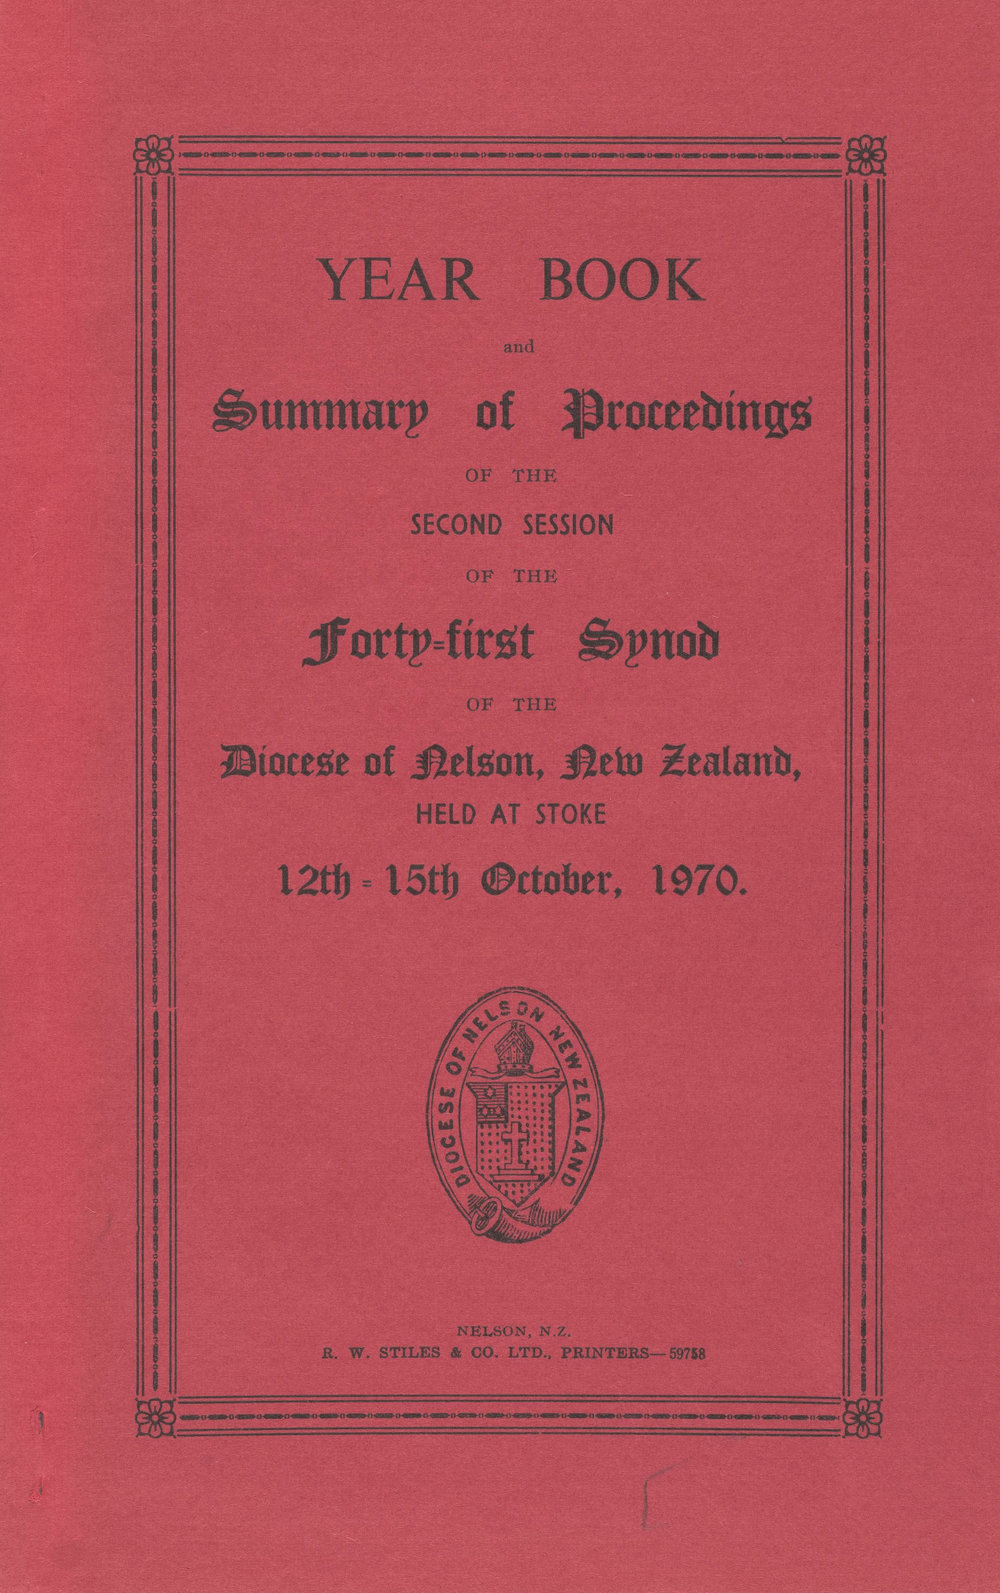 YEAR BOOK
and
Summary of Proceedings
OF THE
SECOND SESSION
OF THE
Forty=first Synod
OF THE
Diocese of Nelson, New Zealand,
HELD AT STOKE
12th = 15th October, 1970.
DIOCESE OF NELSON NEW ZEALAND
NELSON, N.Z.
R. W. STILES & CO. LTD., PRINTERS—59758